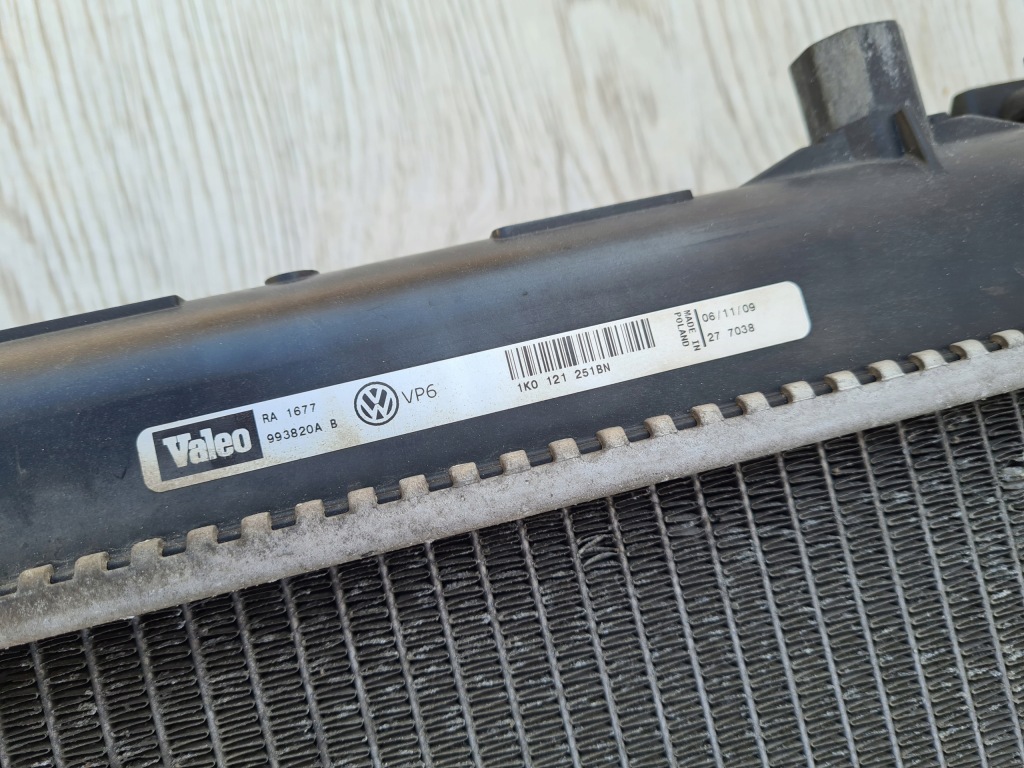 Valeo
RA 1677
993820A B
VP6
1K0 121 251BN
MADE IN
POLAND
06/11/09
27 7038